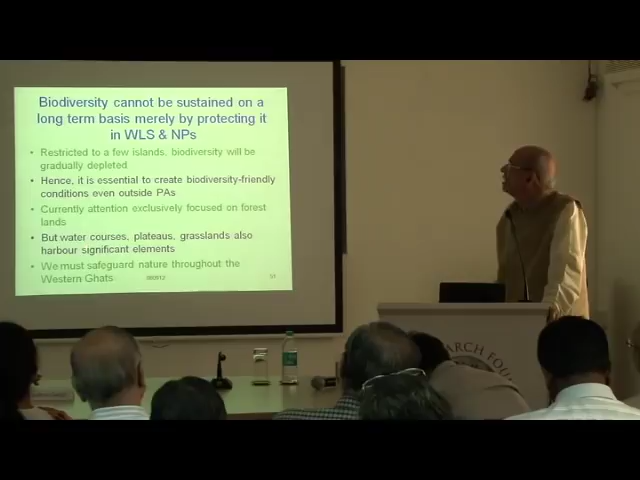 Biodiversity cannot be sustained on a
long term basis merely by protecting it
in WLS & NPs
• Restricted to a few islands, biodiversity will be
gradually depleted
• Hence, it is essential to create biodiversity-friendly
conditions even outside PAs
• Currently attention exclusively focused on forest
lands
• But water courses, plateaus, grasslands also
harbour significant elements
• We must safeguard nature throughout the
Western Ghats
51
ARCH FOU